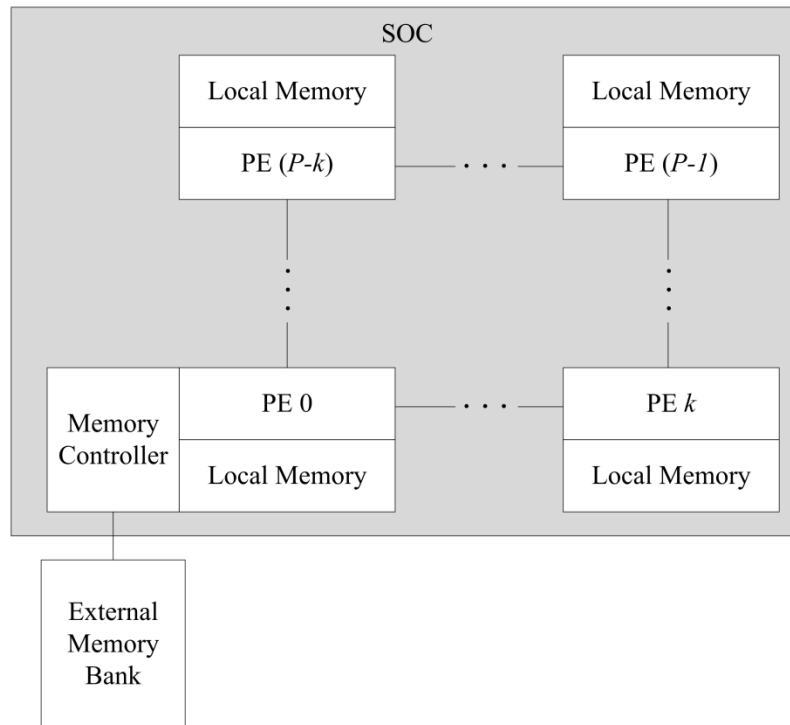 SOC
Local Memory
Local Memory
PE (P-k)
PE (P-1)
PE 0
PE k
Memory
Controller
Local Memory
Local Memory
External
Memory
Bank